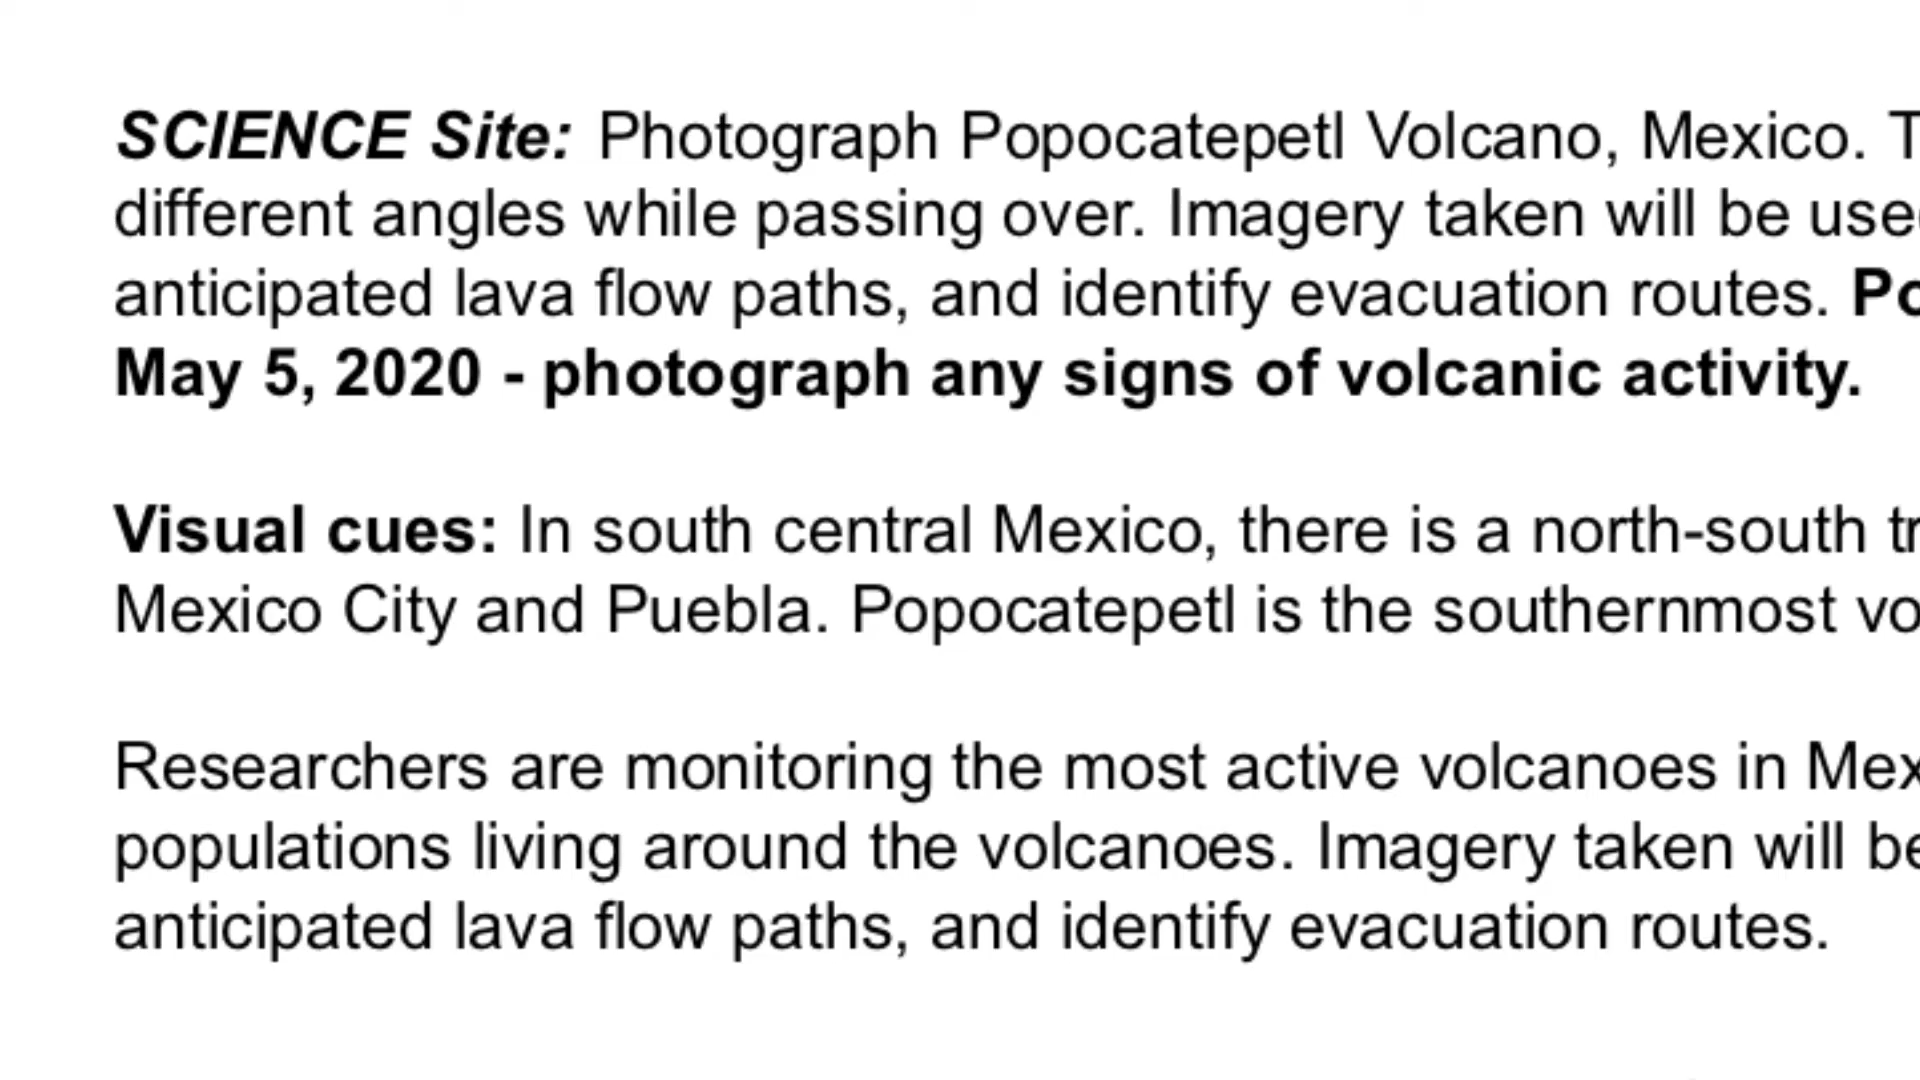 SCIENCE Site: Photograph Popocatepetl Volcano, Mexico.
different angles while passing over. Imagery taken will be
anticipated lava flow paths, and identify evacuation routes.
May 5, 2020 - photograph any signs of volcanic activity.
Visual cues: In south central Mexico, there is a north-south
Mexico City and Puebla. Popocatepetl is the southernmost
Researchers are monitoring the most active volcanoes in
populations living around the volcanoes. Imagery taken will
anticipated lava flow paths, and identify evacuation routes.